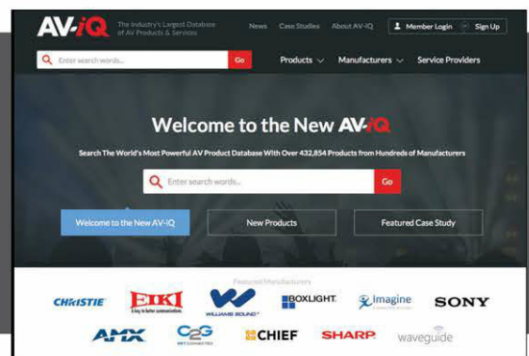 AV-iQ
The Industry's Largest Database
of AV Products & Services
News Case Studies About AV-iQ Member Login Sign Up
Enter search words... Go Products Manufacturers Service Providers
Welcome to the New AV-iQ
Search The World's Most Powerful AV Product Database With Over 432,854 Products from Hundreds of Manufacturers
Enter search words... Go
Welcome to the New AV-iQ New Products Featured Case Study
Featured Manufacturers
CHRISTIE EIKI WILLIAMS SOUND BOXLIGHT imagine SONY
AMX C2G CHIEF SHARP waveguide